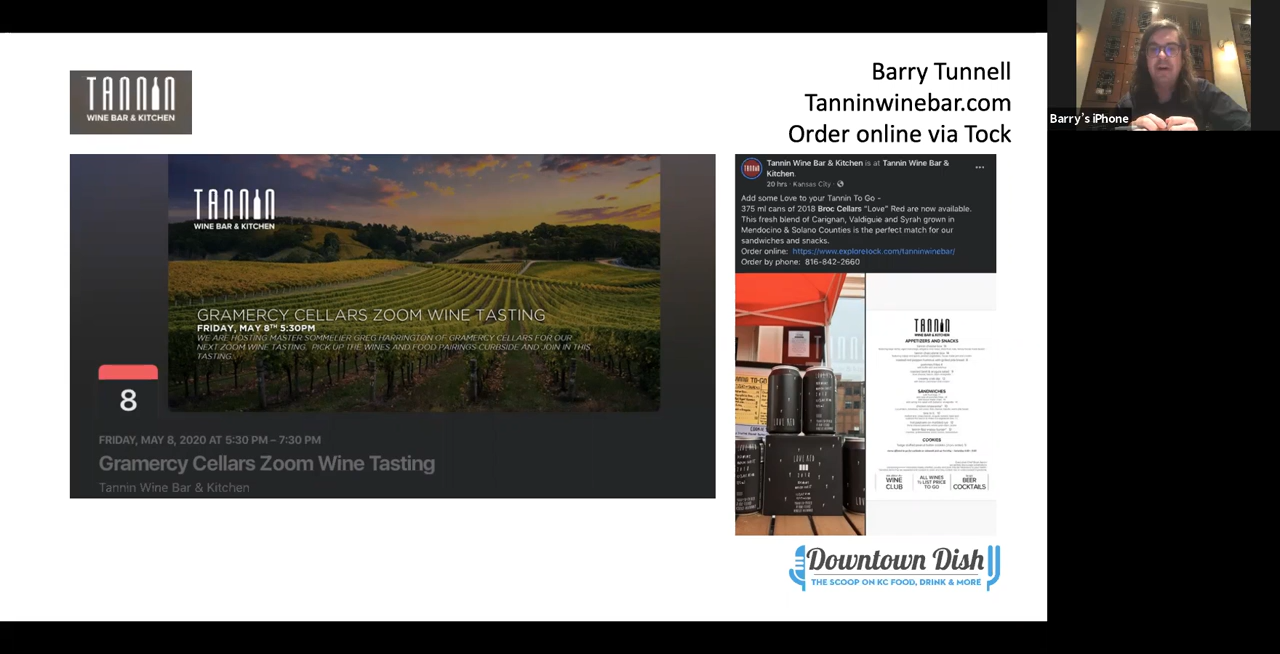 TANNIN
WINE BAR & KITCHEN
Barry Tunnell
Tanninwinebar.com
Order online via Tock
Barry's iPhone
TANNIN
WINE BAR & KITCHEN
GRAMERCY CELLARS ZOOM WINE TASTING
FRIDAY, MAY 8TH 5:30PM
WE ARE HOSTING MASTER SOMMELIER GREG HARRINGTON OF GRAMERCY CELLARS FOR OUR
NEXT ZOOM WINE TASTING. PICK UP THE WINES AND FOOD PAIRINGS CURBSIDE AND JOIN IN THIS
TASTING.
8
FRIDAY, MAY 8, 2020 AT 5:30 PM – 7:30 PM
Gramercy Cellars Zoom Wine Tasting
Tannin Wine Bar & Kitchen
Tannin Wine Bar & Kitchen is at Tannin Wine Bar &
Kitchen.
20 hrs · Kansas City ·
Add some Love to your Tannin To Go -
375 ml cans of 2018 Broc Cellars "Love" Red are now available.
This fresh blend of Carignan, Valdiguie and Syrah grown in
Mendocino & Solano Counties is the perfect match for our
sandwiches and snacks.
Order online: https://www.exploretock.com/tanninwinebar/
Order by phone: 816-842-2660
TANNIN
WINE BAR & KITCHEN
APPETIZERS AND SNACKS
SANDWICHES
COOKIES
WINE
CLUB
ALL WINES
½ LIST PRICE
TO GO
BEER
COCKTAILS
LOVE RED
2018
Downtown Dish
THE SCOOP ON KC FOOD, DRINK & MORE